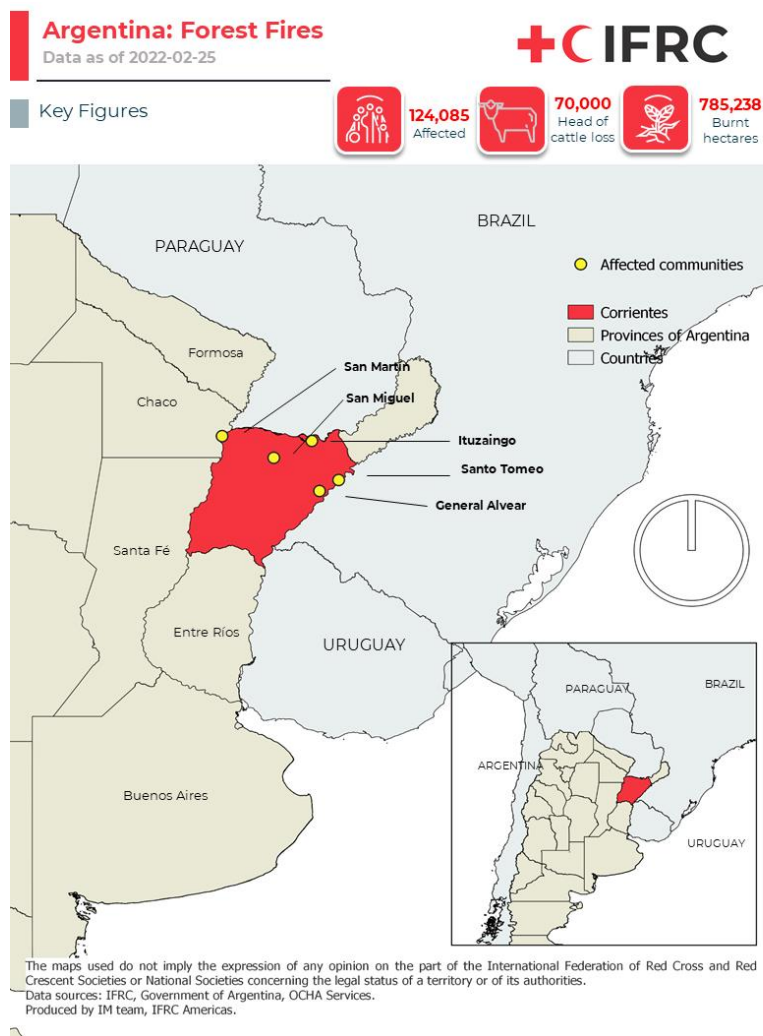 Argentina: Forest Fires
Data as of 2022-02-25
IFRC
Key Figures
124,085
Affected
70,000
Head of
cattle loss
785,238
Burnt
hectares
BRAZIL
PARAGUAY
Affected communities
Corrientes
Provinces of Argentina
Countries
Formosa
San Martín
Chaco
San Miguel
Ituzaingo
Santo Tomeo
General Alvear
Santa Fé
Entre Ríos
URUGUAY
Buenos Aires
PARAGUAY
BRAZIL
ARGENTINA
URUGUAY
The maps used do not imply the expression of any opinion on the part of the International Federation of Red Cross and Red
Crescent Societies or National Societies concerning the legal status of a territory or of its authorities.
Data sources: IFRC, Government of Argentina, OCHA Services.
Produced by IM team, IFRC Americas.